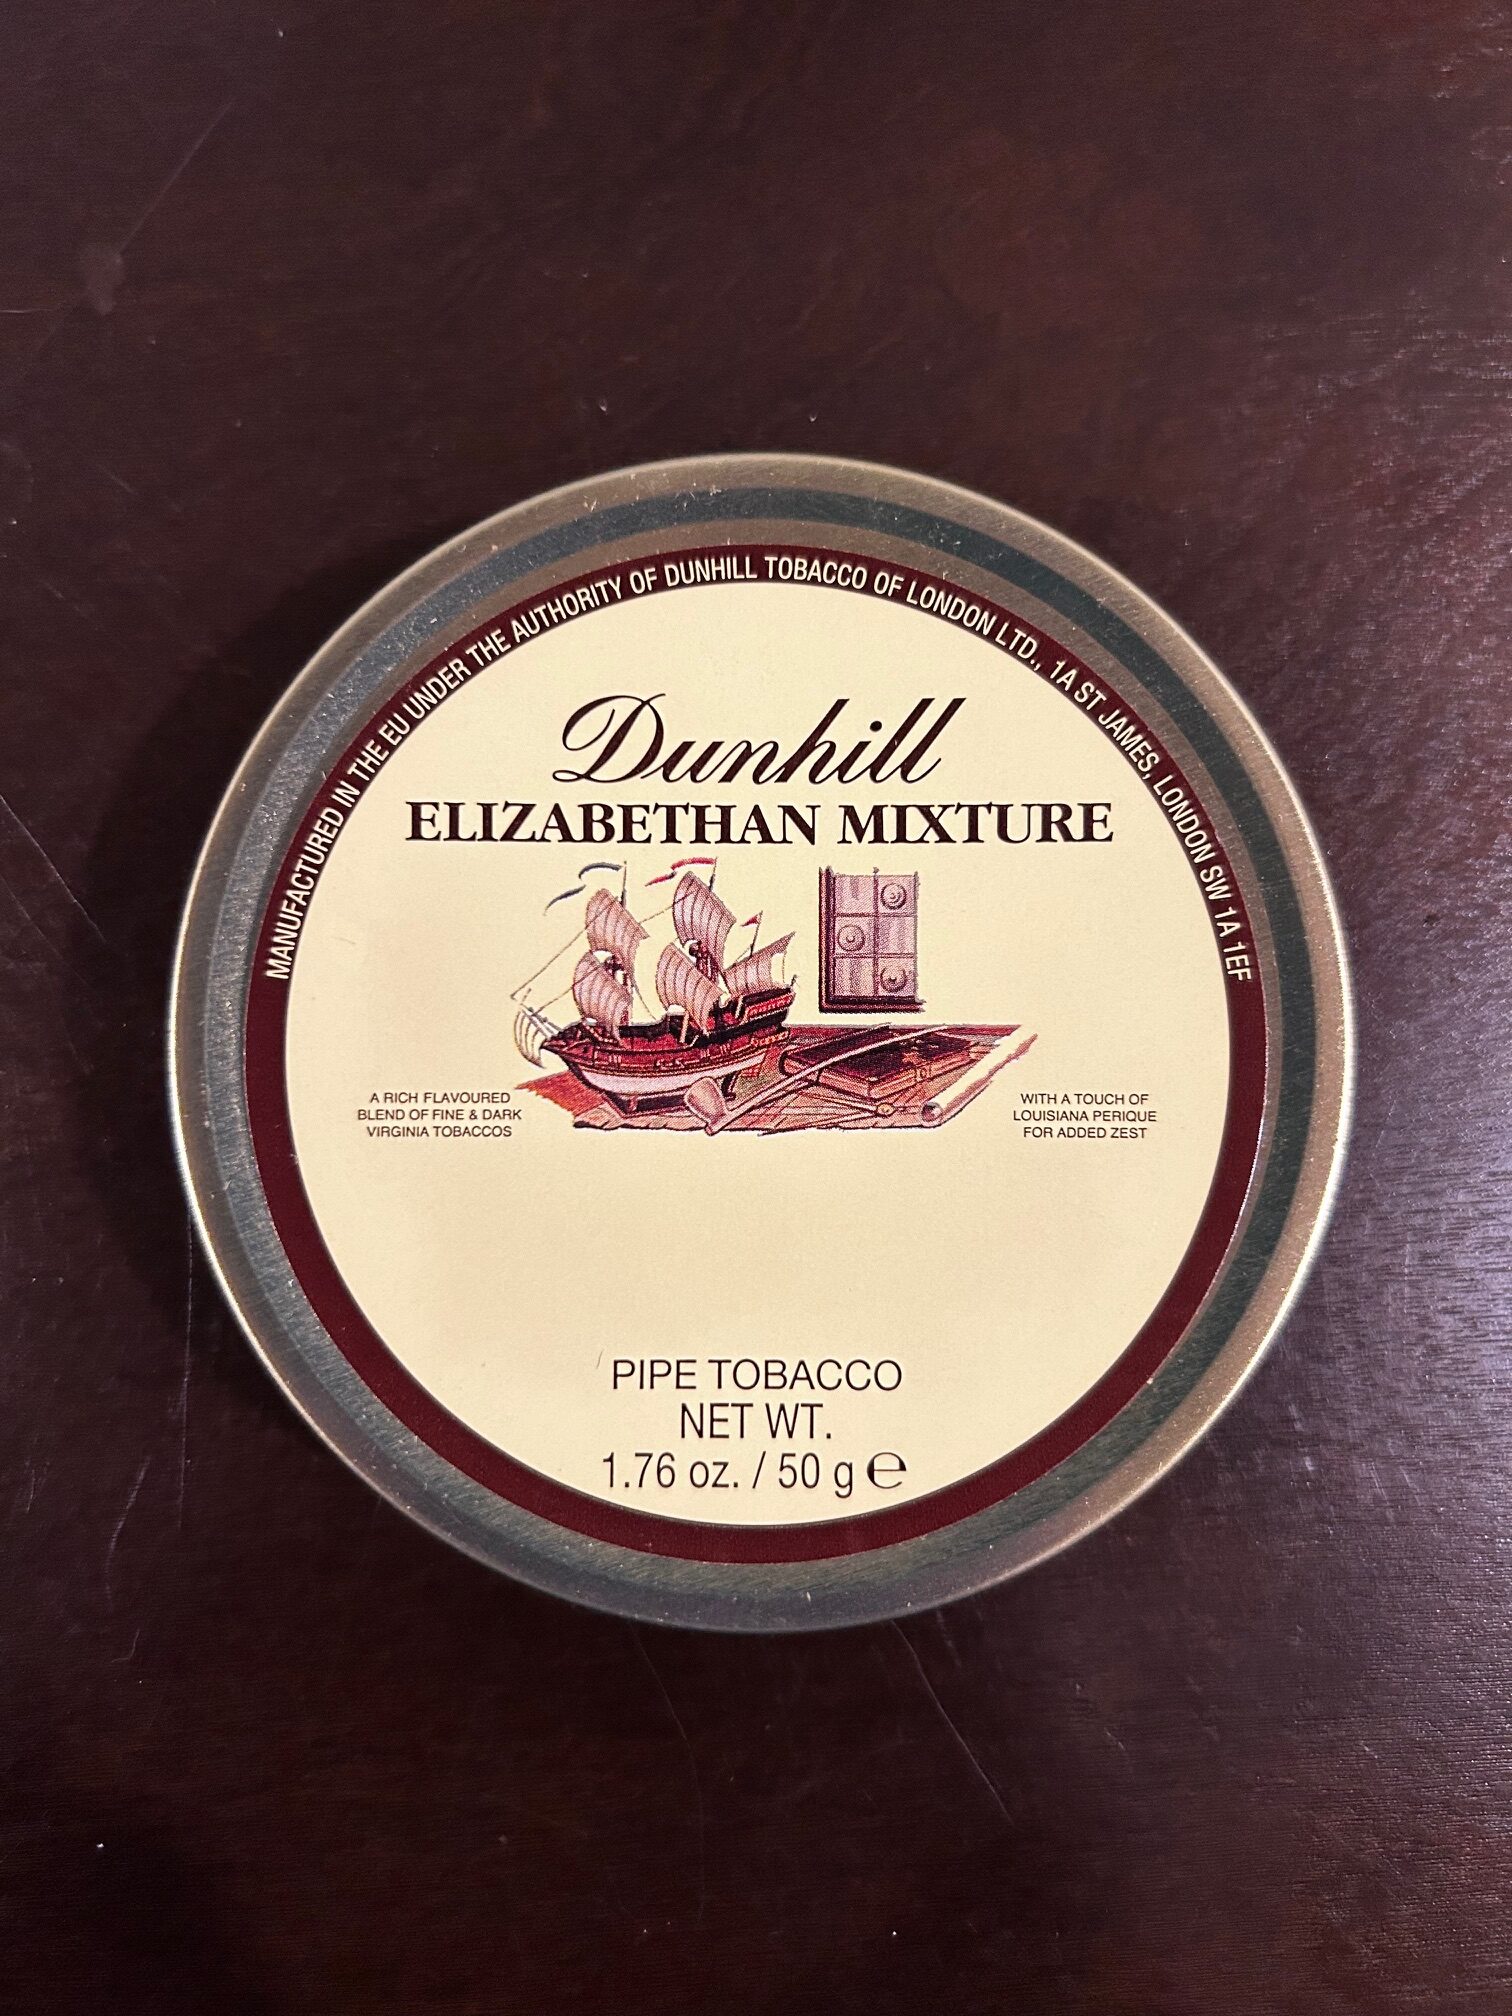 MANUFACTURED IN THE EU UNDER THE AUTHORITY OF DUNHILL TOBACCO OF LONDON LTD., 1A ST JAMES, LONDON SW 1A 1EF
Dunhill
ELIZABETHAN MIXTURE
A RICH FLAVOURED
BLEND OF FINE & DARK
VIRGINIA TOBACCOS
WITH A TOUCH OF
LOUISIANA PERIQUE
FOR ADDED ZEST
PIPE TOBACCO
NET WT.
1.76 oz. / 50 g ℮